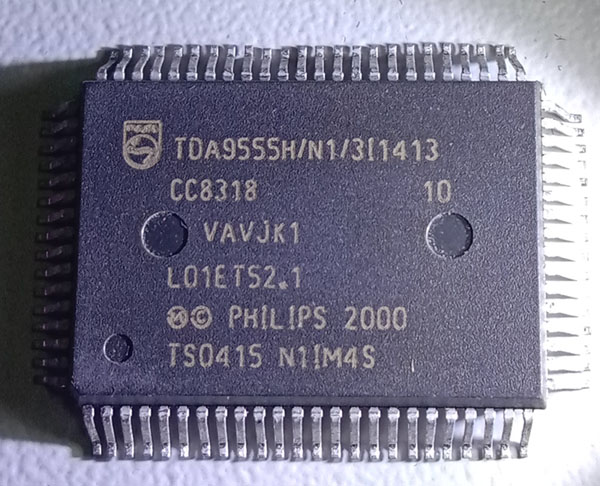 TDA9555H/N1/3I1413
CC8318 10
VAVJK1
L01ETS2.1
Ⓜ© PHILIPS 2000
TS0415 N1IM4S